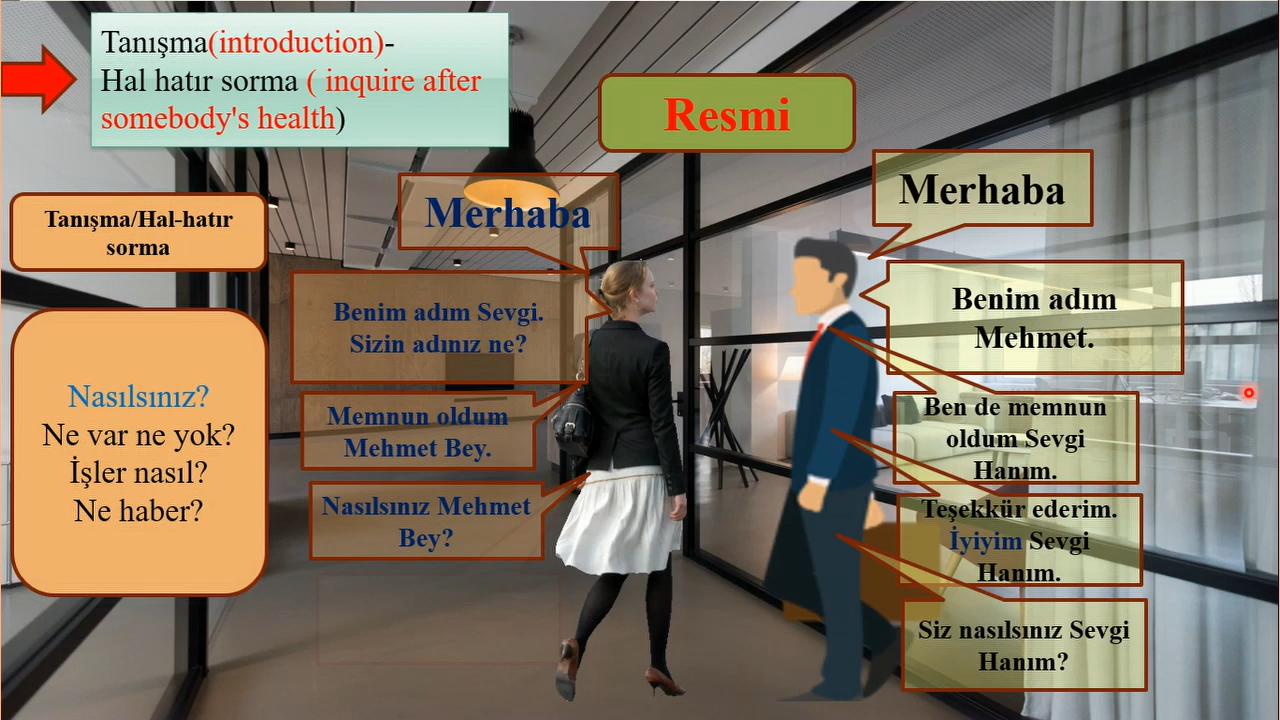 Tanışma(introduction)-
Hal hatır sorma ( inquire after
somebody's health)
Resmi
Tanışma/Hal-hatır
sorma
Nasılsınız?
Ne var ne yok?
İşler nasıl?
Ne haber?
Merhaba
Merhaba
Benim adım Sevgi.
Sizin adınız ne?
Benim adım
Mehmet.
Memnun oldum
Mehmet Bey.
Ben de memnun
oldum Sevgi
Hanım.
Nasılsınız Mehmet
Bey?
Teşekkür ederim.
İyiyim Sevgi
Hanım.
Siz nasılsınız Sevgi
Hanım?